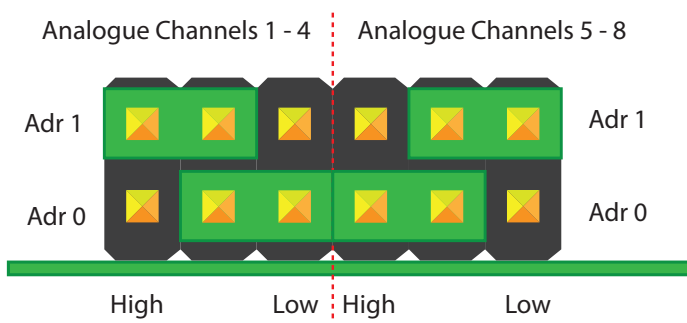 Analogue Channels 1 - 4 Analogue Channels 5 - 8
Adr 1 Adr 1
Adr 0 Adr 0
High Low High Low